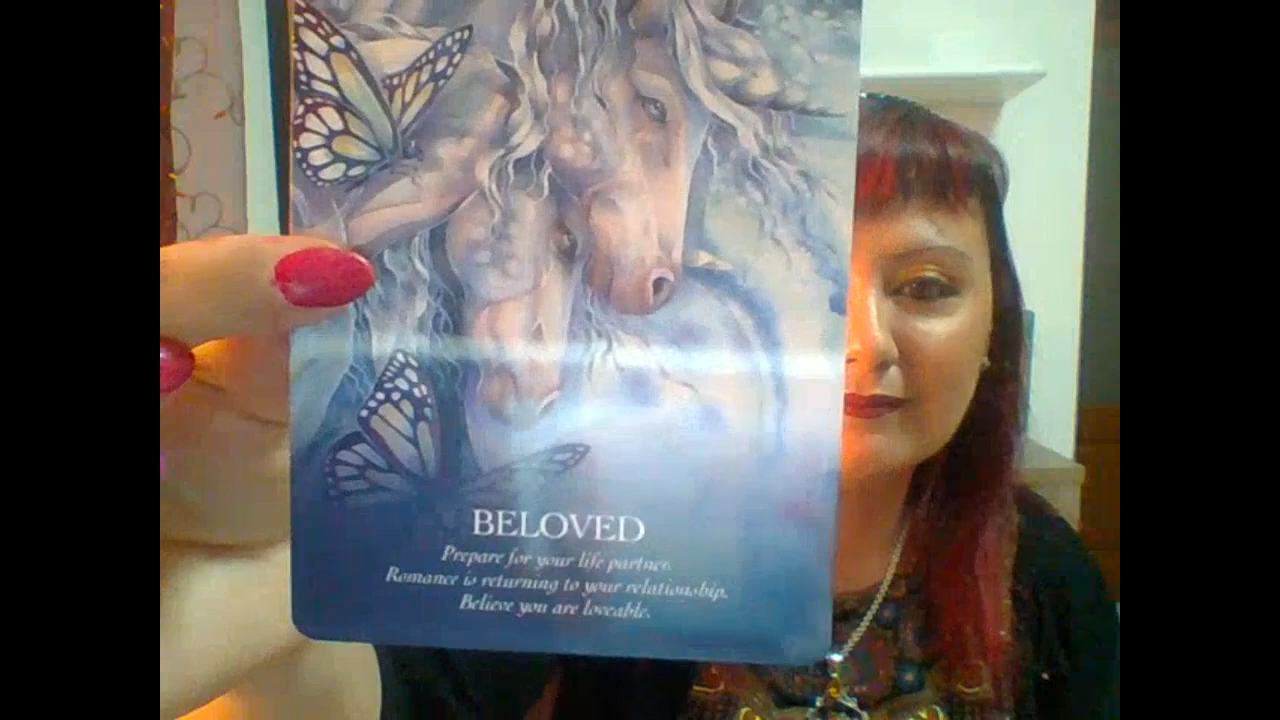 BELOVED
Prepare for your life partner.
Romance is returning to your relationship.
Believe you are loveable.